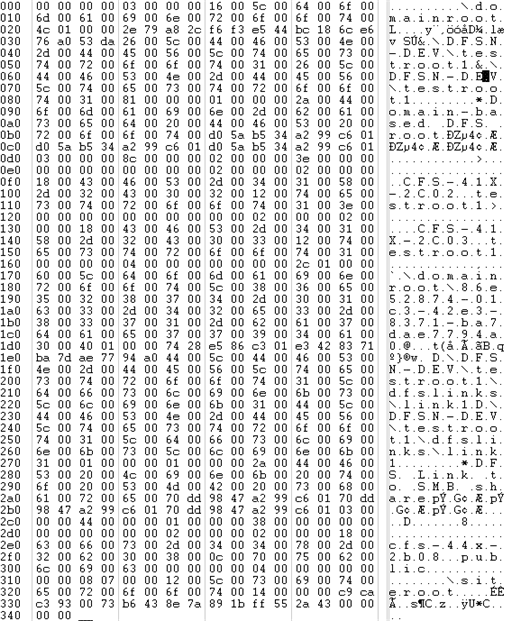 000 00 00 00 00 03 00 00 00 16 00 5c 00 64 00 6f 00 ..........\.d.o.
010 6d 00 61 00 69 00 6e 00 72 00 6f 00 6f 00 74 00 m.a.i.n.r.o.o.t.
020 4c 01 00 00 2e 79 a8 2c f6 f3 e5 44 bc 18 6c e6 L....y¨,öóåD¼.læ
030 76 a0 53 da 26 00 5c 00 44 00 46 00 53 00 4e 00 v SÚ&.\.D.F.S.N.
040 2d 00 44 00 45 00 56 00 5c 00 74 00 65 00 73 00 -.D.E.V.\.t.e.s.
050 74 00 72 00 6f 00 6f 00 74 00 31 00 26 00 5c 00 t.r.o.o.t.1.&.\.
060 44 00 46 00 53 00 4e 00 2d 00 44 00 45 00 56 00 D.F.S.N.-.D.E.V.
070 5c 00 74 00 65 00 73 00 74 00 72 00 6f 00 6f 00 \.t.e.s.t.r.o.o.
080 74 00 31 00 81 00 00 00 01 00 00 00 2a 00 44 00 t.1.........*.D.
090 6f 00 6d 00 61 00 69 00 6e 00 2d 00 62 00 61 00 o.m.a.i.n.-.b.a.
0a0 73 00 65 00 64 00 20 00 44 00 46 00 53 00 20 00 s.e.d. .D.F.S. .
0b0 72 00 6f 00 6f 00 74 00 d0 5a b5 34 a2 99 c6 01 r.o.o.t.ÐZµ4¢.Æ.
0c0 d0 5a b5 34 a2 99 c6 01 d0 5a b5 34 a2 99 c6 01 ÐZµ4¢.Æ.ÐZµ4¢.Æ.
0d0 03 00 00 00 8c 00 00 00 02 00 00 00 3e 00 00 00 ............>...
0e0 00 00 00 00 00 00 00 00 02 00 00 00 02 00 00 00 ................
0f0 18 00 43 00 46 00 53 00 2d 00 34 00 31 00 58 00 ..C.F.S.-.4.1.X.
100 2d 00 32 00 43 00 30 00 32 00 12 00 74 00 65 00 -.2.C.0.2...t.e.
110 73 00 74 00 72 00 6f 00 6f 00 74 00 31 00 3e 00 s.t.r.o.o.t.1.>.
120 00 00 00 00 00 00 00 00 00 00 02 00 00 00 02 00 ................
130 00 00 18 00 43 00 46 00 53 00 2d 00 34 00 31 00 ....C.F.S.-.4.1.
140 58 00 2d 00 32 00 43 00 30 00 33 00 12 00 74 00 X.-.2.C.0.3...t.
150 65 00 73 00 74 00 72 00 6f 00 6f 00 74 00 31 00 e.s.t.r.o.o.t.1.
160 00 00 00 00 04 00 00 00 00 00 00 00 2c 01 00 00 ............,...
170 60 00 5c 00 64 00 6f 00 6d 00 61 00 69 00 6e 00 `.\.d.o.m.a.i.n.
180 72 00 6f 00 6f 00 74 00 5c 00 38 00 36 00 65 00 r.o.o.t.\.8.6.e.
190 35 00 32 00 38 00 37 00 34 00 2d 00 30 00 31 00 5.2.8.7.4.-.0.1.
1a0 63 00 33 00 2d 00 34 00 32 00 65 00 33 00 2d 00 c.3.-.4.2.e.3.-.
1b0 38 00 33 00 37 00 31 00 2d 00 62 00 61 00 37 00 8.3.7.1.-.b.a.7.
1c0 64 00 61 00 65 00 37 00 37 00 39 00 34 00 61 00 d.a.e.7.7.9.4.a.
1d0 30 00 40 01 00 00 74 28 e5 86 c3 01 e3 42 83 71 0.@...t(å.Ã.ãB.q
1e0 ba 7d ae 77 94 a0 44 00 5c 00 44 00 46 00 53 00 º}®w. D.\.D.F.S.
1f0 4e 00 2d 00 44 00 45 00 56 00 5c 00 74 00 65 00 N.-.D.E.V.\.t.e.
200 73 00 74 00 72 00 6f 00 6f 00 74 00 31 00 5c 00 s.t.r.o.o.t.1.\.
210 64 00 66 00 73 00 6c 00 69 00 6e 00 6b 00 73 00 d.f.s.l.i.n.k.s.
220 5c 00 6c 00 69 00 6e 00 6b 00 31 00 44 00 5c 00 \.l.i.n.k.1.D.\.
230 44 00 46 00 53 00 4e 00 2d 00 44 00 45 00 56 00 D.F.S.N.-.D.E.V.
240 5c 00 74 00 65 00 73 00 74 00 72 00 6f 00 6f 00 \.t.e.s.t.r.o.o.
250 74 00 31 00 5c 00 64 00 66 00 73 00 6c 00 69 00 t.1.\.d.f.s.l.i.
260 6e 00 6b 00 73 00 5c 00 6c 00 69 00 6e 00 6b 00 n.k.s.\.l.i.n.k.
270 31 00 01 00 00 00 01 00 00 00 2a 00 44 00 46 00 1.........*.D.F.
280 53 00 20 00 4c 00 69 00 6e 00 6b 00 20 00 74 00 S. .L.i.n.k. .t.
290 6f 00 20 00 53 00 4d 00 42 00 20 00 73 00 68 00 o. .S.M.B. .s.h.
2a0 61 00 72 00 65 00 70 dd 98 47 a2 99 c6 01 70 dd a.r.e.pÝ.G¢.Æ.pÝ
2b0 98 47 a2 99 c6 01 70 dd 98 47 a2 99 c6 01 03 00 .G¢.Æ.pÝ.G¢.Æ...
2c0 00 00 44 00 00 00 01 00 00 00 38 00 00 00 00 00 ..D.......8.....
2d0 00 00 00 00 00 00 02 00 00 00 02 00 00 00 18 00 ................
2e0 63 00 66 00 73 00 2d 00 34 00 34 00 78 00 2d 00 c.f.s.-.4.4.x.-.
2f0 32 00 62 00 30 00 38 00 0c 00 70 00 75 00 62 00 2.b.0.8...p.u.b.
300 6c 00 69 00 63 00 00 00 00 00 04 00 00 00 00 00 l.i.c...........
310 00 00 08 07 00 00 12 00 5c 00 73 00 69 00 74 00 ........\.s.i.t.
320 65 00 72 00 6f 00 6f 00 74 00 14 00 00 00 c9 ca e.r.o.o.t.....ÉÊ
330 c3 93 00 73 b6 43 8e 7a 89 1b ff 55 2a 43 00 00 Ã..s¶C.z..ÿU*C..
340 00 00 ..